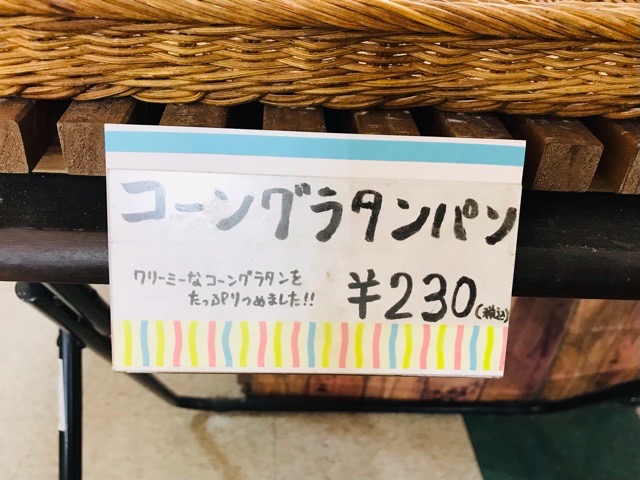 コーングラタンパン
クリーミーなコーングラタンを
たっぷりつめました!!
¥230(税込)